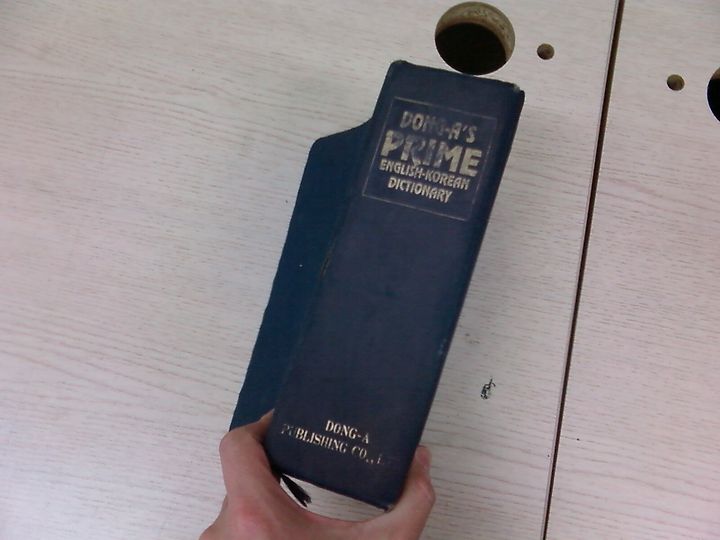 DONG-A'S
PRIME
ENGLISH-KOREAN
DICTIONARY
DONG-A
PUBLISHING CO.,